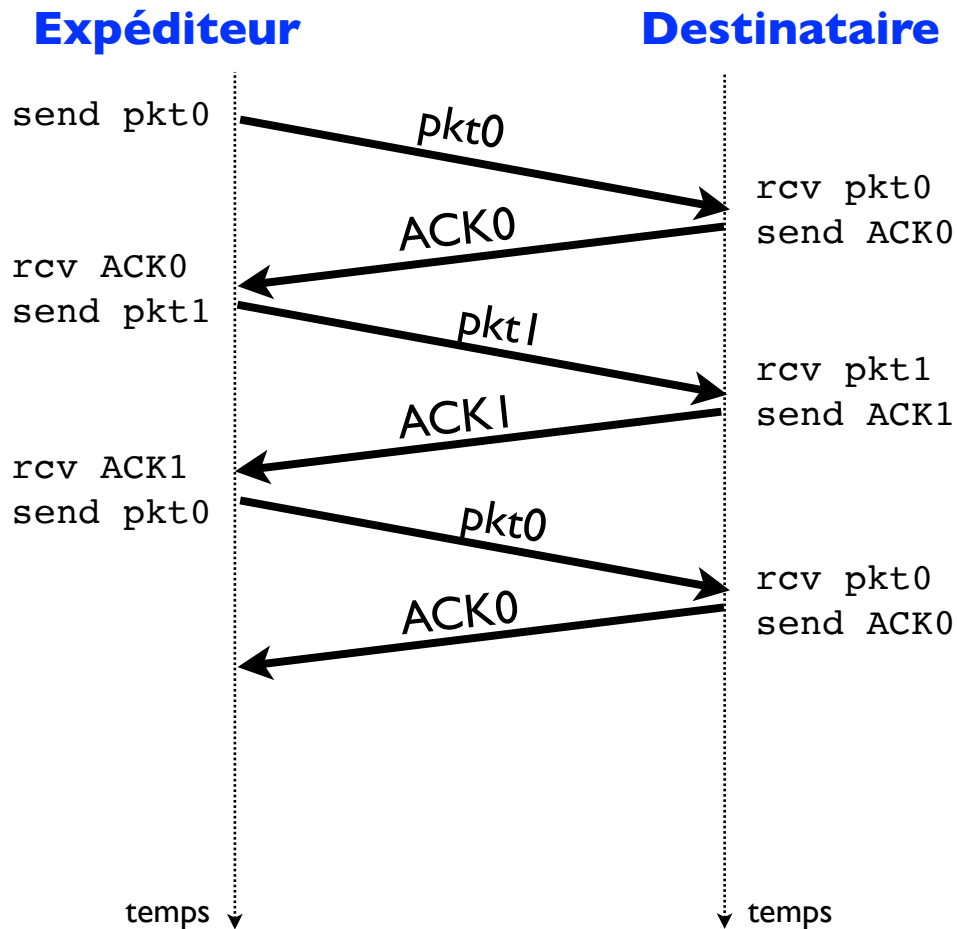 Expéditeur
Destinataire
send pkt0
pkt0
rcv pkt0
send ACK0
ACK0
rcv ACK0
send pkt1
pkt1
rcv pkt1
send ACK1
ACK1
rcv ACK1
send pkt0
pkt0
rcv pkt0
send ACK0
ACK0
temps
temps